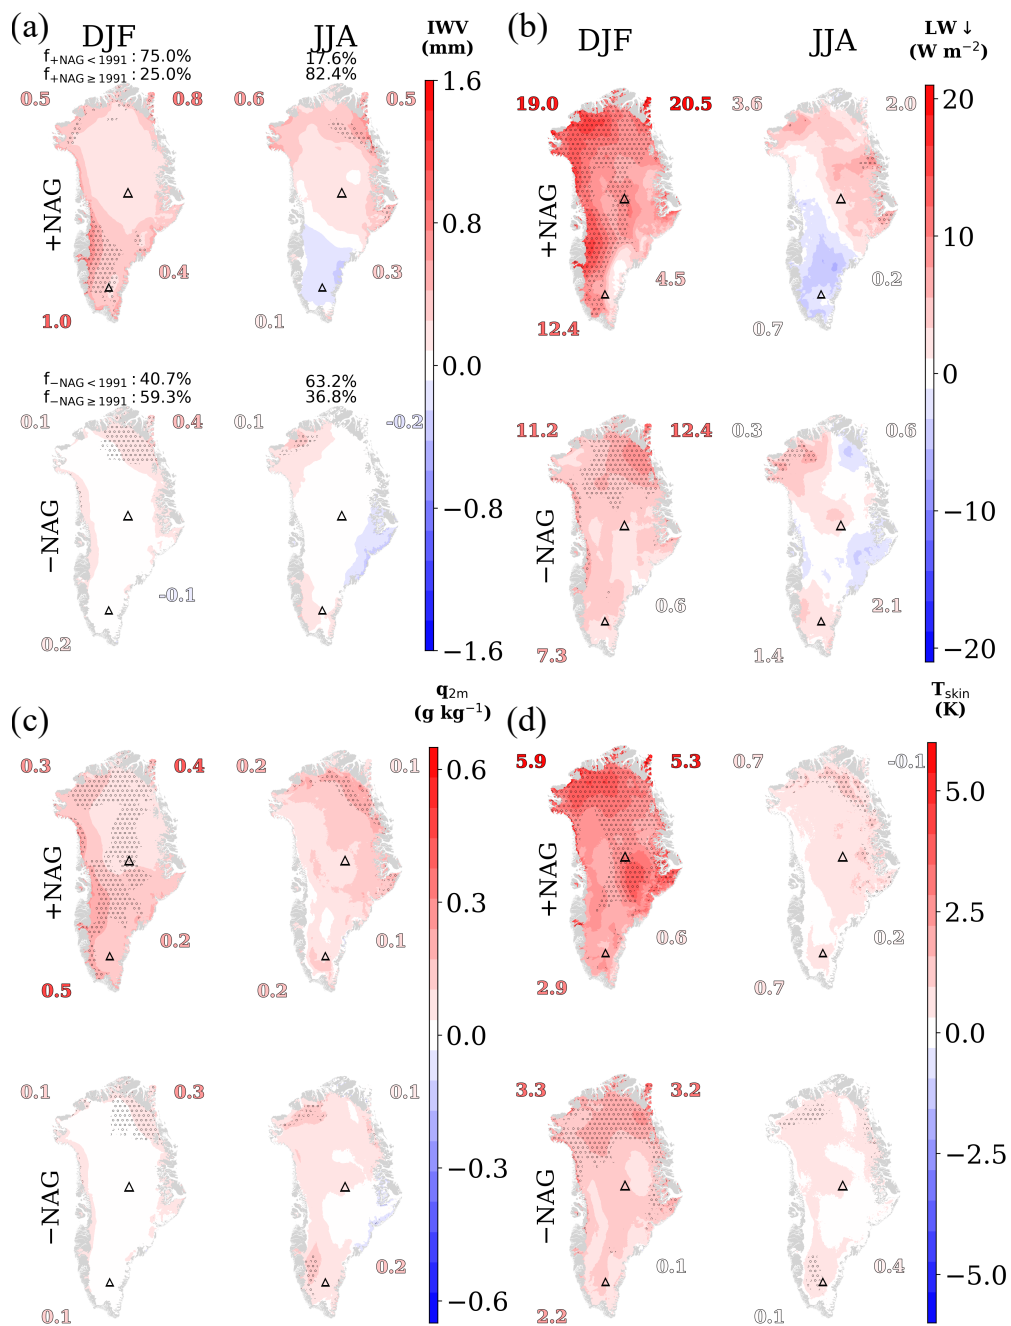 (a) DJF JJA IWV (mm)
f+NAG<1991 : 75.0% 17.6%
f+NAG≥1991 : 25.0% 82.4%
0.5 0.8 0.6 0.5
+NAG
0.4 0.3
1.0 0.1
f−NAG<1991 : 40.7% 63.2%
f−NAG≥1991 : 59.3% 36.8%
0.1 0.4 0.1 -0.2
−NAG
-0.1
0.2
1.6
0.8
0.0
−0.8
−1.6
(b) DJF JJA LW↓ (W m−2)
19.0 20.5 3.6 2.0
+NAG
4.5 0.2
12.4 0.7
11.2 12.4 0.3 0.6
−NAG
0.6 2.1
7.3 1.4
20
10
0
−10
−20
(c) q2m (g kg−1)
0.3 0.4 0.2 0.1
+NAG
0.2 0.1
0.5 0.2
0.1 0.3 0.1
−NAG
0.2
0.1
0.6
0.3
0.0
−0.3
−0.6
(d) Tskin (K)
5.9 5.3 0.7 -0.1
+NAG
0.6 0.2
2.9 0.7
3.3 3.2
−NAG
0.1 0.4
2.2 0.1
5.0
2.5
0.0
−2.5
−5.0